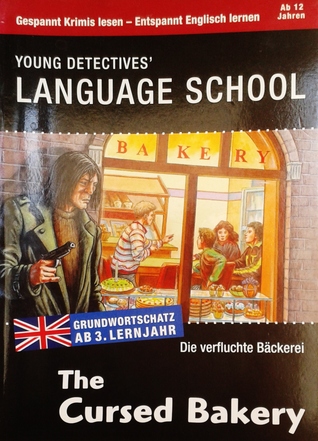 Gespannt Krimis lesen – Entspannt Englisch lernen
Ab 12
Jahren
YOUNG DETECTIVES'
LANGUAGE SCHOOL
BAKERY
GRUNDWORTSCHATZ
AB 3. LERNJAHR
Die verfluchte Bäckerei
The
Cursed Bakery